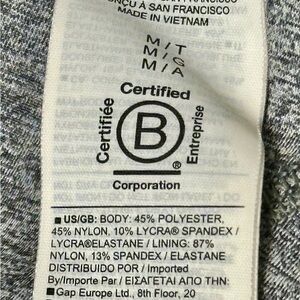 NÇU À SAN FRANCISCO
MADE IN VIETNAM
M/T
M/G
M/A
Certified
Certifiée
B
®
Entreprise
Corporation
■ US/GB: BODY: 45% POLYESTER,
45% NYLON, 10% LYCRA® SPANDEX /
LYCRA®ELASTANE / LINING: 87%
NYLON, 13% SPANDEX / ELASTANE
DISTRIBUIDO POR / Imported
By/Importe Par / ΕΙΣΑΓΕΤΑΙ ΑΠΟ ΤΗΝ:
■Gap Europe Ltd., 8th Floor, 20